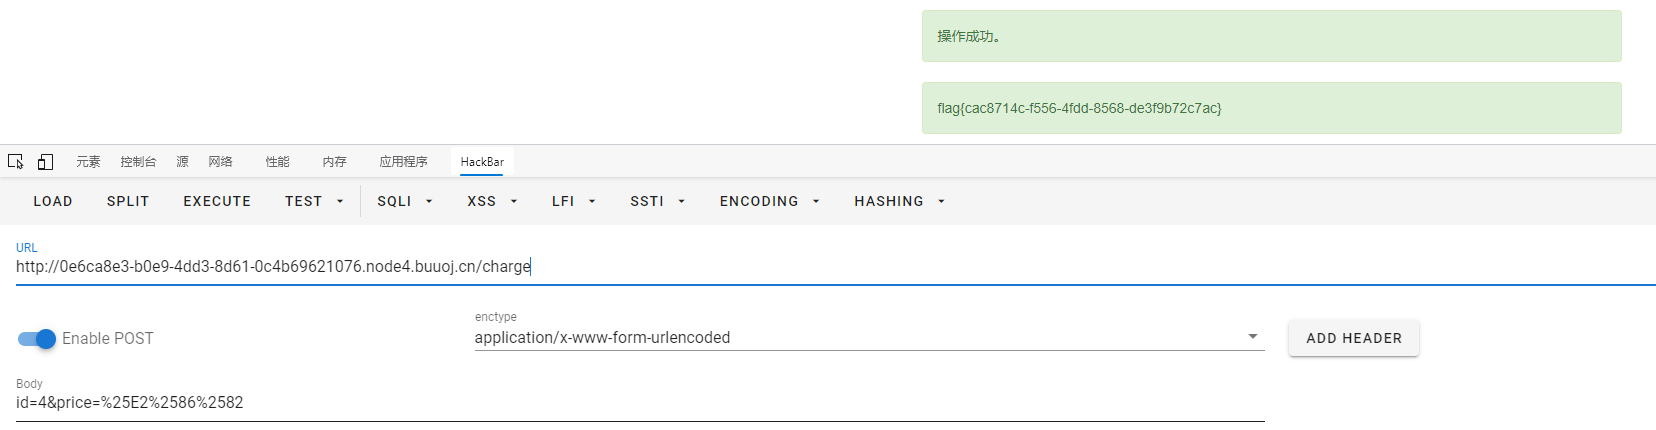 操作成功。
flag{cac8714c-f556-4fdd-8568-de3f9b72c7ac}
元素 控制台 源 网络 性能 内存 应用程序 HackBar
LOAD SPLIT EXECUTE TEST SQLI XSS LFI SSTI ENCODING HASHING
URL
http://0e6ca8e3-b0e9-4dd3-8d61-0c4b69621076.node4.buuoj.cn/charge
Enable POST
enctype
application/x-www-form-urlencoded
ADD HEADER
Body
id=4&price=%25E2%2586%2582